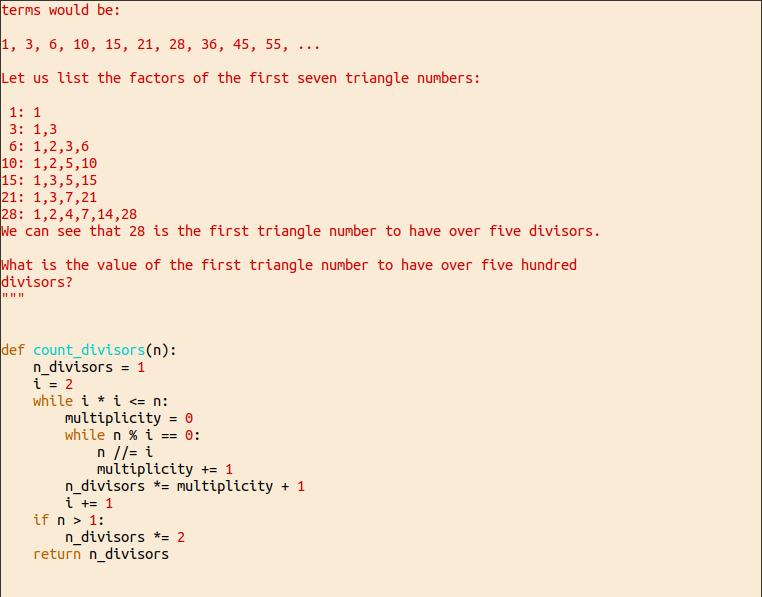 terms would be:

1, 3, 6, 10, 15, 21, 28, 36, 45, 55, ...

Let us list the factors of the first seven triangle numbers:

 1: 1
 3: 1,3
 6: 1,2,3,6
10: 1,2,5,10
15: 1,3,5,15
21: 1,3,7,21
28: 1,2,4,7,14,28
We can see that 28 is the first triangle number to have over five divisors.

What is the value of the first triangle number to have over five hundred
divisors?
"""


def count_divisors(n):
    n_divisors = 1
    i = 2
    while i * i <= n:
        multiplicity = 0
        while n % i == 0:
            n //= i
            multiplicity += 1
        n_divisors *= multiplicity + 1
        i += 1
    if n > 1:
        n_divisors *= 2
    return n_divisors